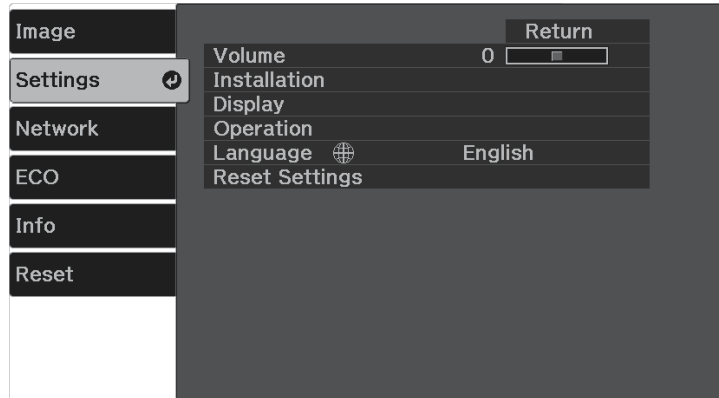 Image
Settings
Network
ECO
Info
Reset
Return
Volume 0
Installation
Display
Operation
Language English
Reset Settings